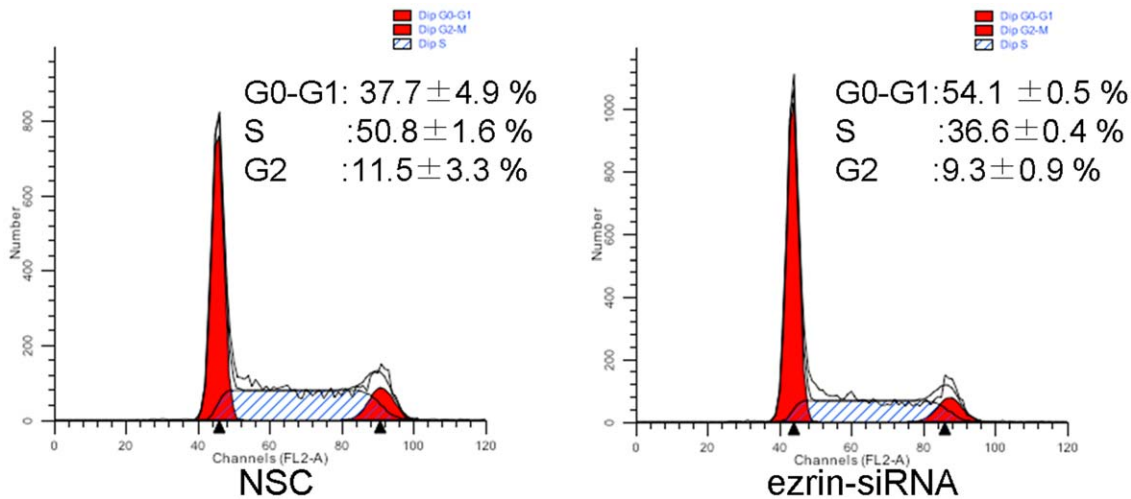 Dip G0-G1
Dip G2-M
Dip S
G0-G1: 37.7±4.9 %
S :50.8±1.6 %
G2 :11.5±3.3 %
Number
800
600
400
200
0
0 20 40 60 80 100 120
Channels (FL2-A)
NSC
Dip G0-G1
Dip G2-M
Dip S
G0-G1:54.1 ±0.5 %
S :36.6±0.4 %
G2 :9.3±0.9 %
Number
1000
800
600
400
200
0
0 20 40 60 80 100 120
Channels (FL2-A)
ezrin-siRNA